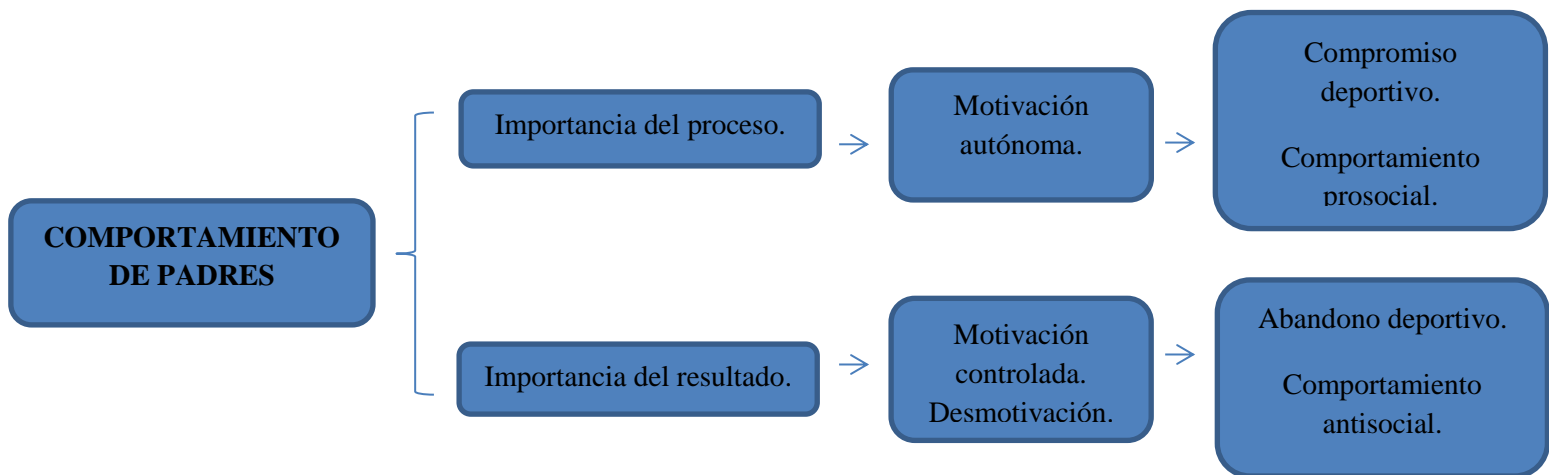 COMPORTAMIENTO
DE PADRES
Importancia del proceso.
Motivación
autónoma.
Compromiso
deportivo.
Comportamiento
prosocial.
Importancia del resultado.
Motivación
controlada.
Desmotivación.
Abandono deportivo.
Comportamiento
antisocial.